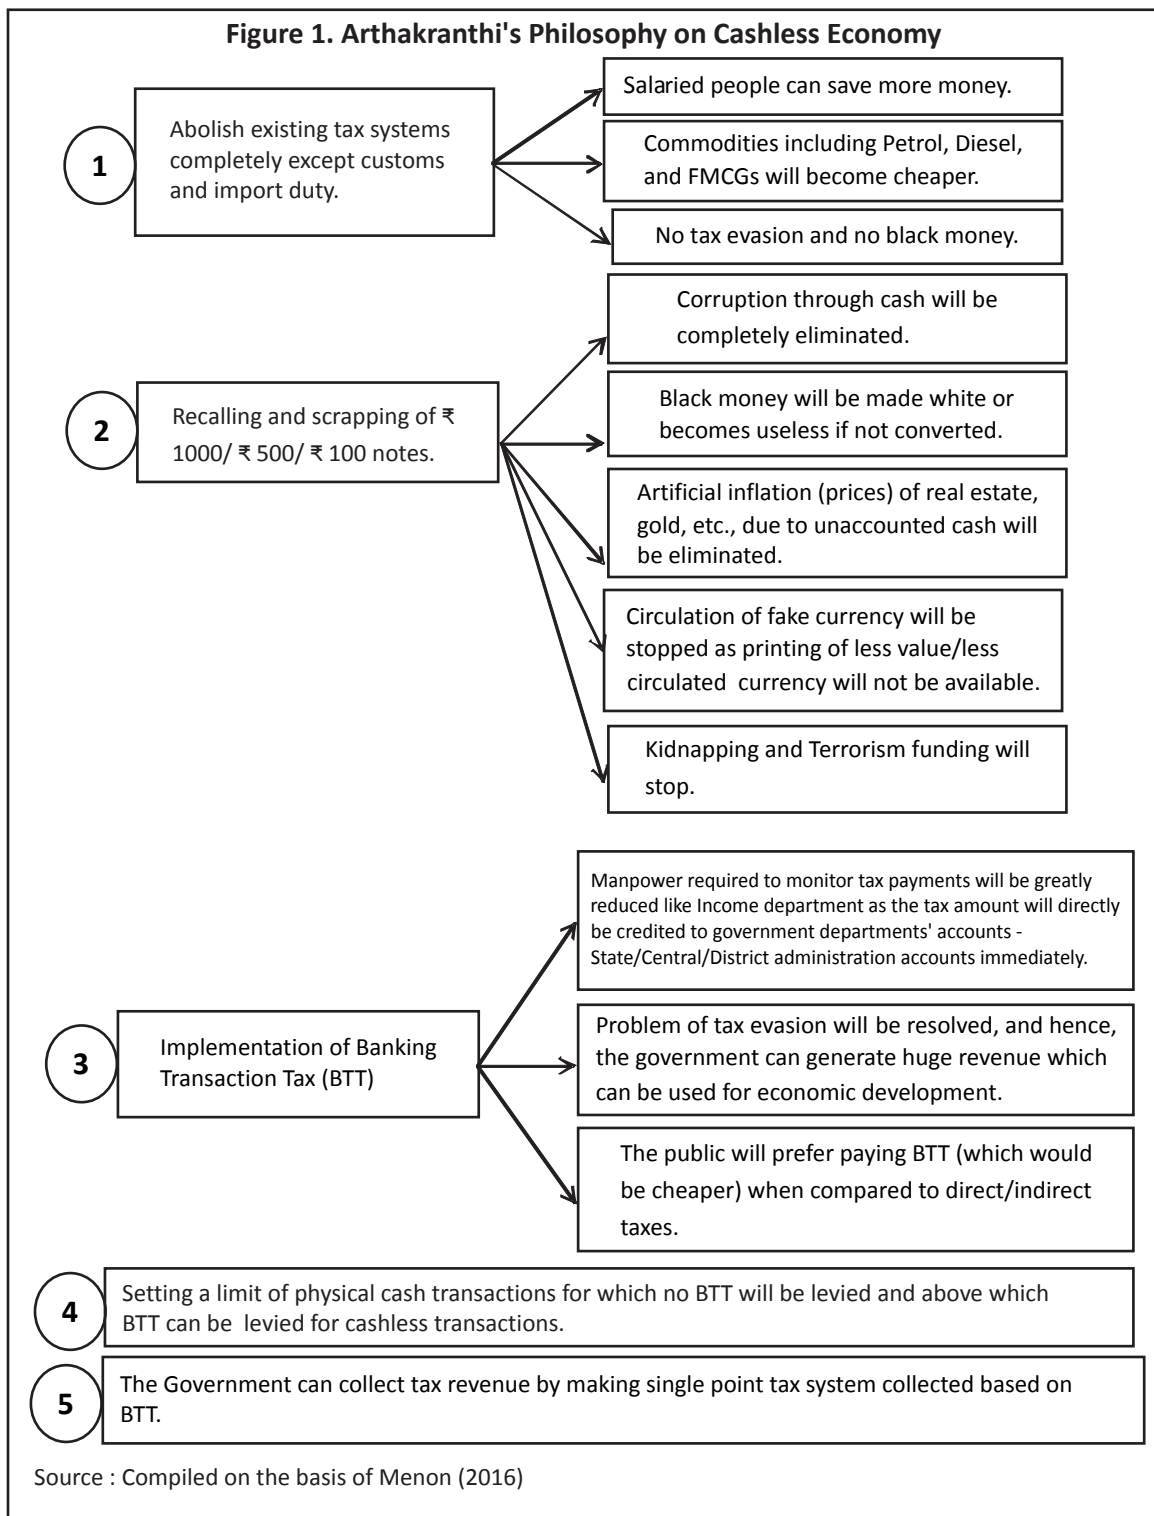 Figure 1. Arthakranthi's Philosophy on Cashless Economy
1
Abolish existing tax systems
completely except customs
and import duty.
Salaried people can save more money.
Commodities including Petrol, Diesel,
and FMCGs will become cheaper.
No tax evasion and no black money.
2
Recalling and scrapping of ₹
1000/ ₹ 500/ ₹ 100 notes.
Corruption through cash will be
completely eliminated.
Black money will be made white or
becomes useless if not converted.
Artificial inflation (prices) of real estate,
gold, etc., due to unaccounted cash will
be eliminated.
Circulation of fake currency will be
stopped as printing of less value/less
circulated currency will not be available.
Kidnapping and Terrorism funding will
stop.
3
Implementation of Banking
Transaction Tax (BTT)
Manpower required to monitor tax payments will be greatly
reduced like Income department as the tax amount will directly
be credited to government departments' accounts -
State/Central/District administration accounts immediately.
Problem of tax evasion will be resolved, and hence,
the government can generate huge revenue which
can be used for economic development.
The public will prefer paying BTT (which would
be cheaper) when compared to direct/indirect
taxes.
4
Setting a limit of physical cash transactions for which no BTT will be levied and above which
BTT can be levied for cashless transactions.
5
The Government can collect tax revenue by making single point tax system collected based on
BTT.
Source : Compiled on the basis of Menon (2016)